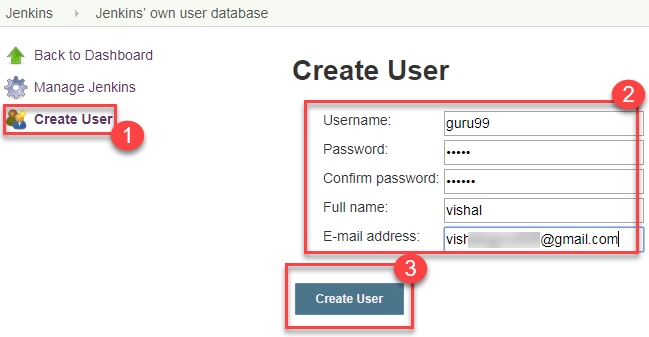 Jenkins Jenkins' own user database
Back to Dashboard
Manage Jenkins
Create User
1
Create User
2
Username: guru99
Password: •••••
Confirm password: ••••••
Full name: vishal
E-mail address: vish @gmail.com
3
Create User